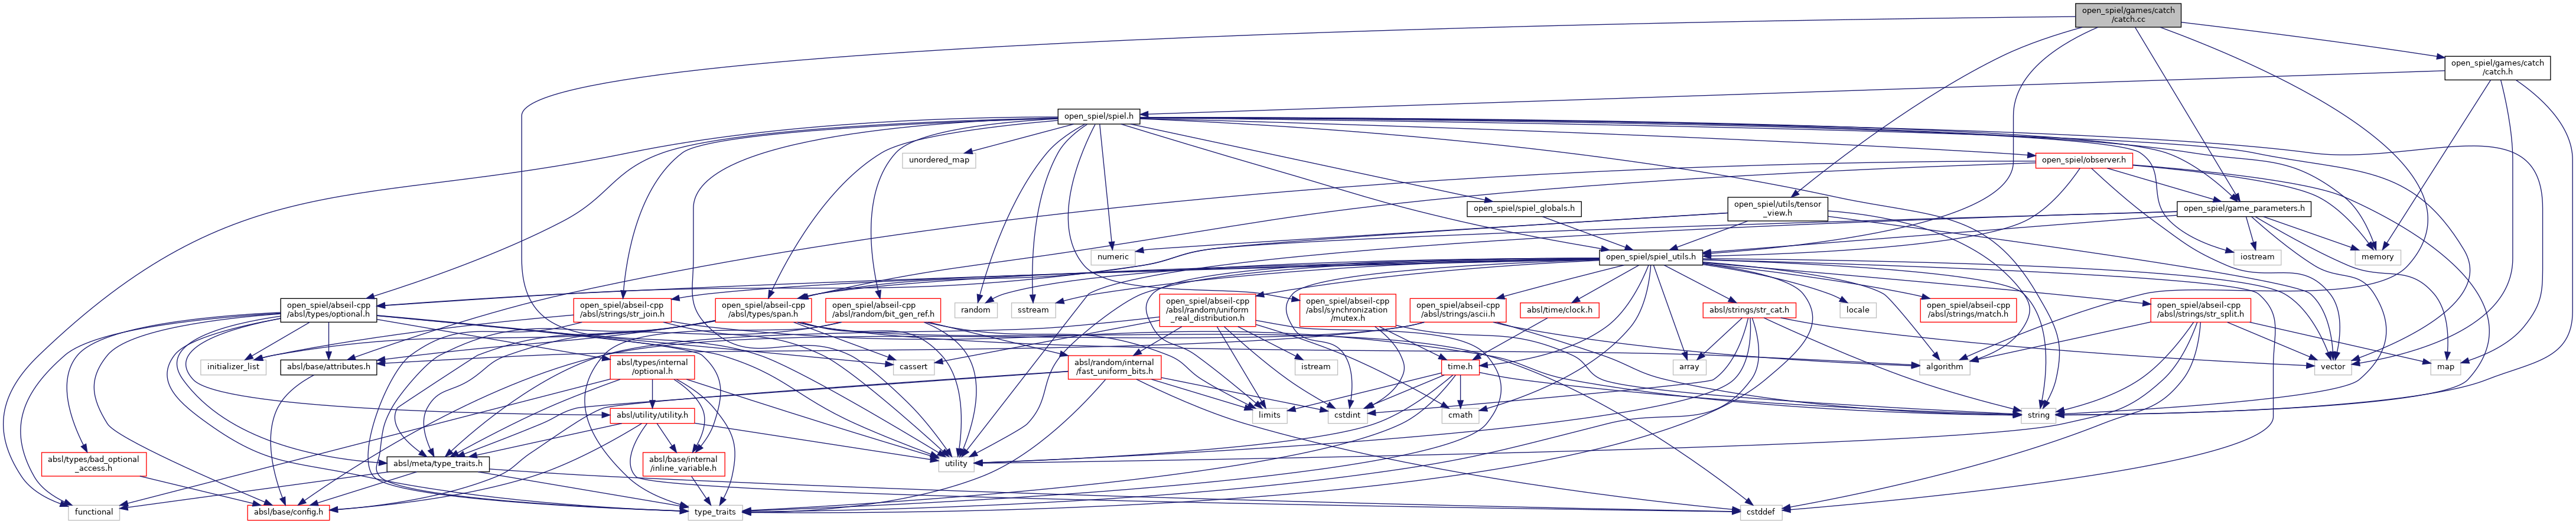 open_spiel/games/catch
/catch.cc
open_spiel/games/catch
/catch.h
open_spiel/spiel.h
unordered_map
open_spiel/observer.h
open_spiel/spiel_globals.h
open_spiel/utils/tensor
_view.h
open_spiel/game_parameters.h
numeric
open_spiel/spiel_utils.h
iostream
memory
open_spiel/abseil-cpp
/absl/types/optional.h
open_spiel/abseil-cpp
/absl/strings/str_join.h
open_spiel/abseil-cpp
/absl/types/span.h
open_spiel/abseil-cpp
/absl/random/bit_gen_ref.h
random
sstream
open_spiel/abseil-cpp
/absl/random/uniform
_real_distribution.h
open_spiel/abseil-cpp
/absl/synchronization
/mutex.h
open_spiel/abseil-cpp
/absl/strings/ascii.h
absl/time/clock.h
absl/strings/str_cat.h
locale
open_spiel/abseil-cpp
/absl/strings/match.h
open_spiel/abseil-cpp
/absl/strings/str_split.h
initializer_list
absl/base/attributes.h
absl/types/internal
/optional.h
cassert
absl/random/internal
/fast_uniform_bits.h
istream
time.h
array
algorithm
vector
map
absl/utility/utility.h
limits
cstdint
cmath
string
absl/types/bad_optional
_access.h
absl/meta/type_traits.h
absl/base/internal
/inline_variable.h
utility
functional
absl/base/config.h
type_traits
cstddef